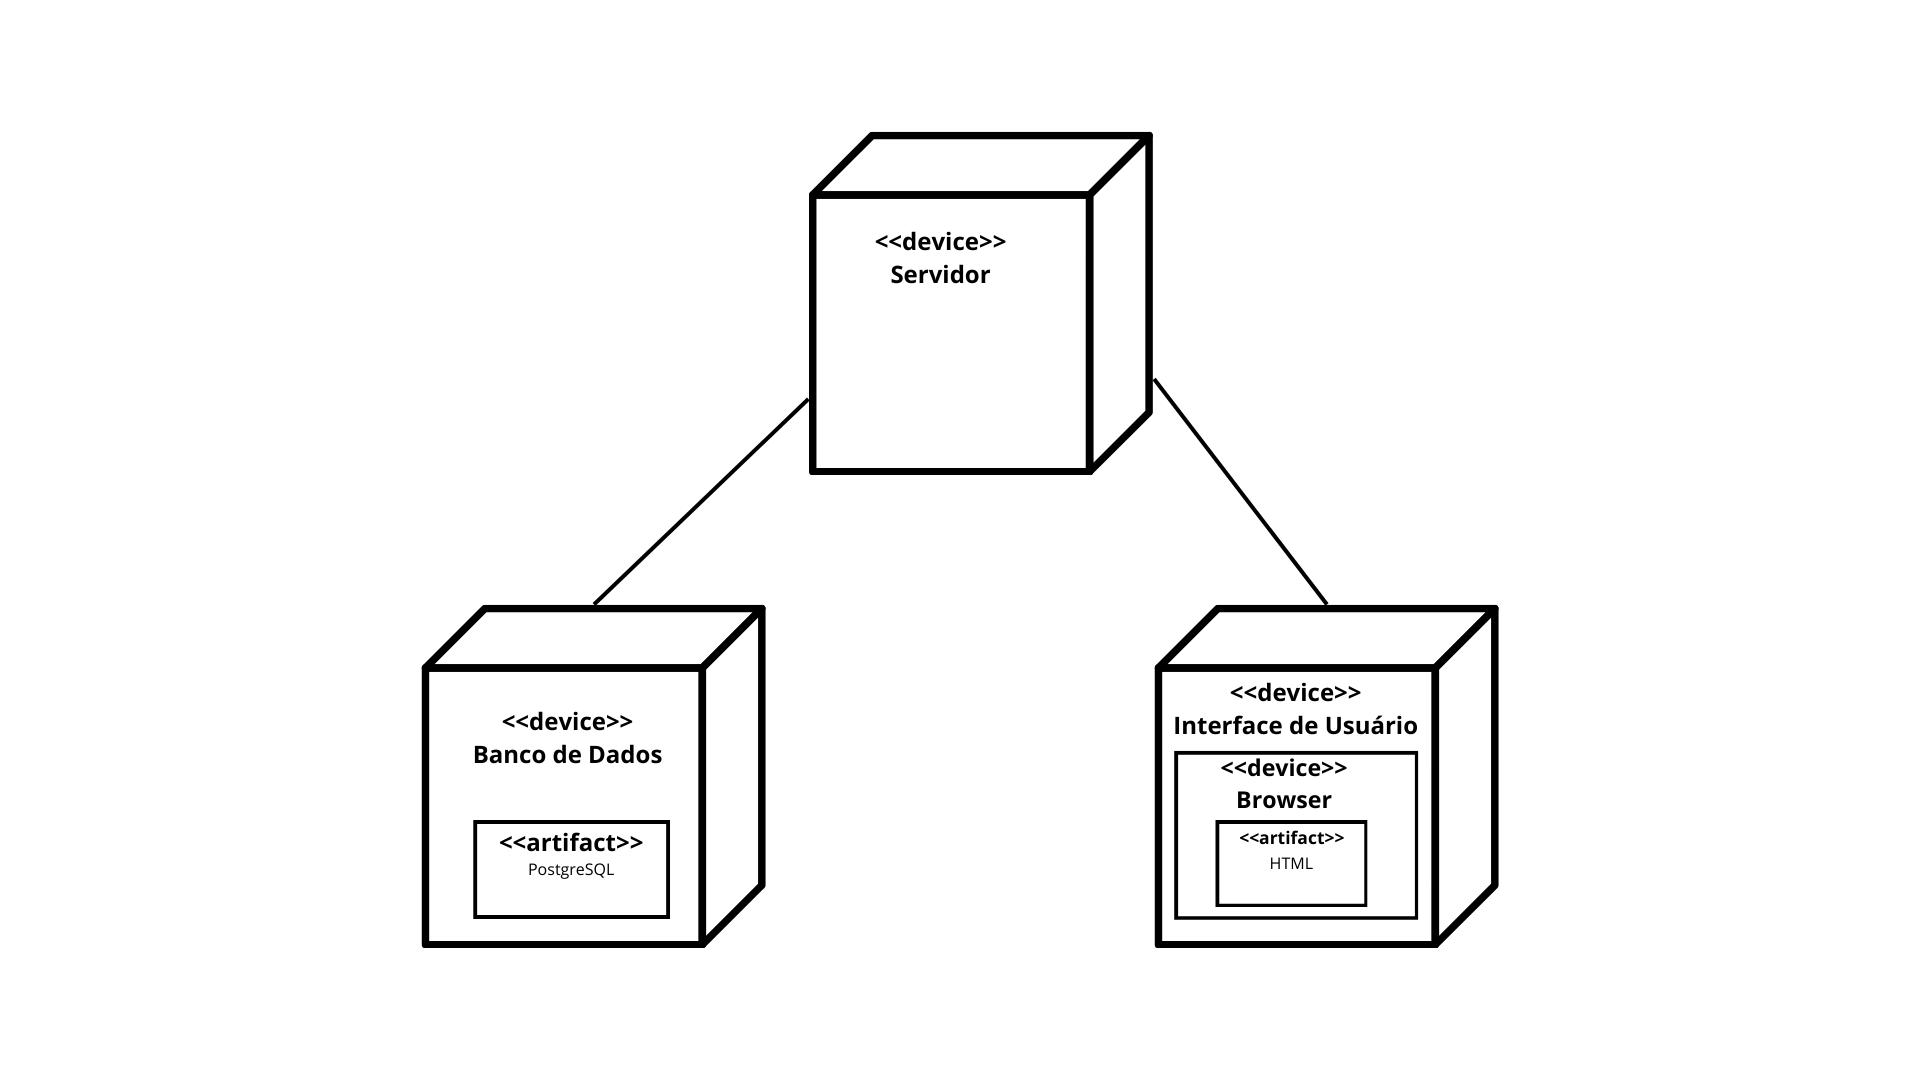 <<device>>
Servidor
<<device>>
Banco de Dados
<<artifact>>
PostgreSQL
<<device>>
Interface de Usuário
<<device>>
Browser
<<artifact>>
HTML